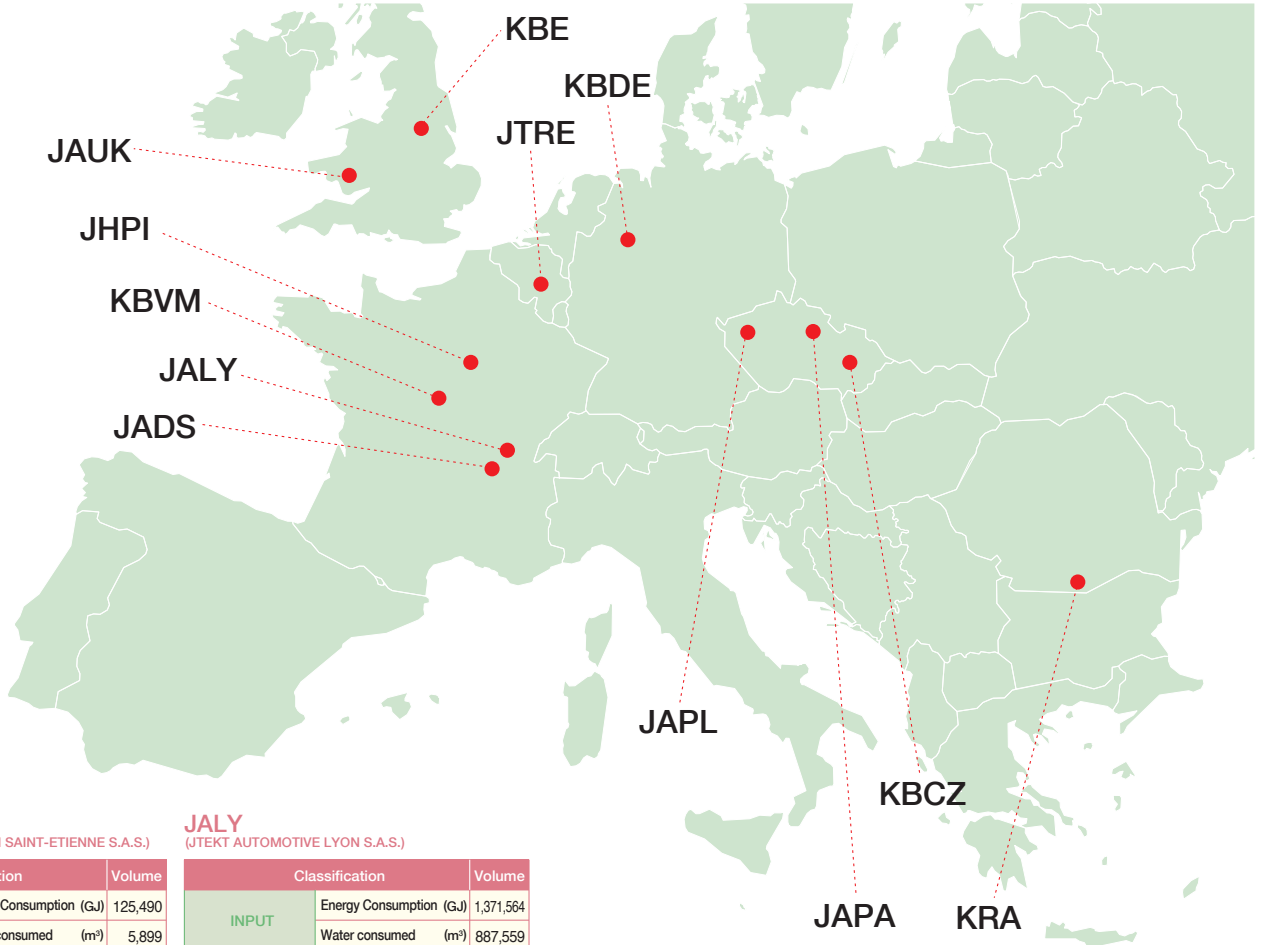 KBE
KBDE
JTRE
JAUK
JHPI
KBVM
JALY
JADS
JAPL
KBCZ
JAPA
KRA
SAINT-ETIENNE S.A.S.)
Volume
Consumption (GJ) 125,490
(m³) 5,899
JALY
(JTEKT AUTOMOTIVE LYON S.A.S.)
Classification Volume
INPUT
Energy Consumption (GJ) 1,371,564
Water consumed (m³) 887,559